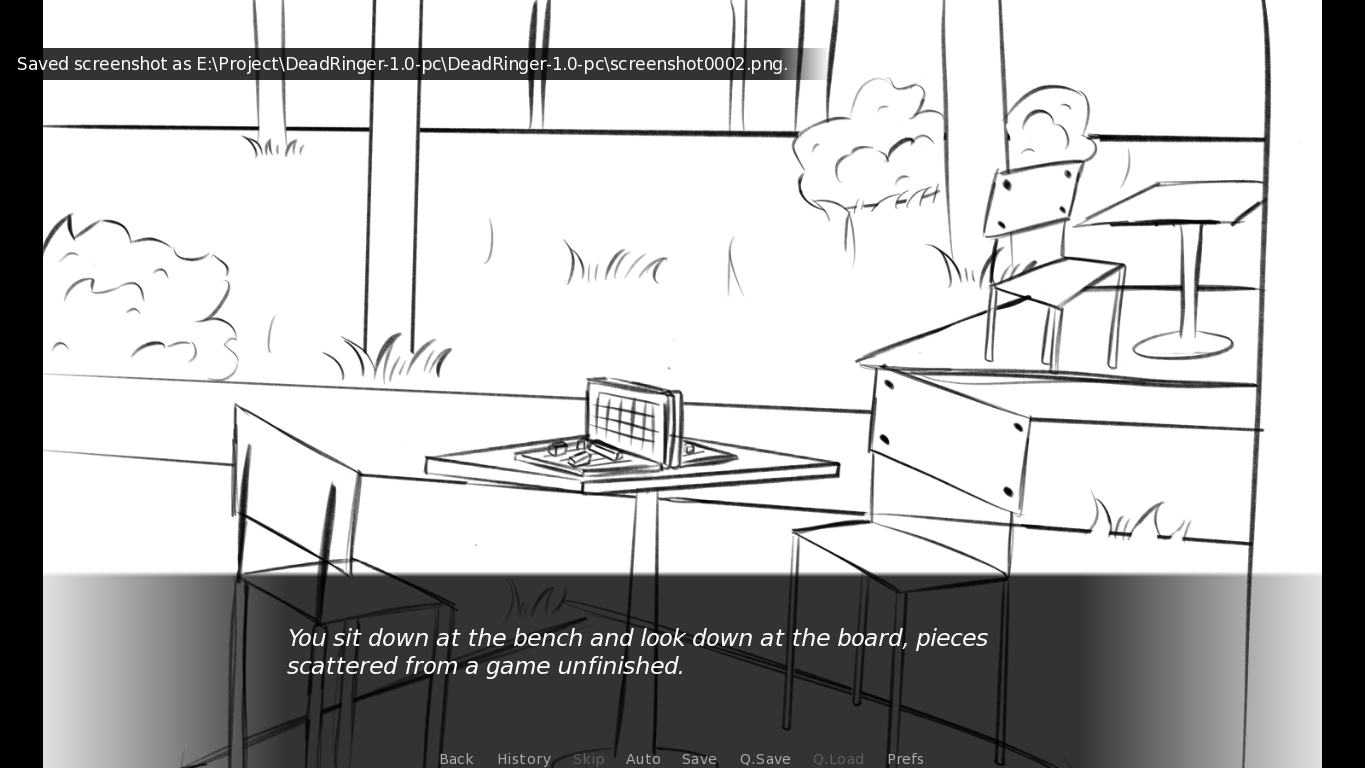 Saved screenshot as E:\Project\DeadRinger-1.0-pc\DeadRinger-1.0-pc\screenshot0002.png.
You sit down at the bench and look down at the board, pieces
scattered from a game unfinished.
Back History Skip Auto Save Q.Save Q.Load Prefs